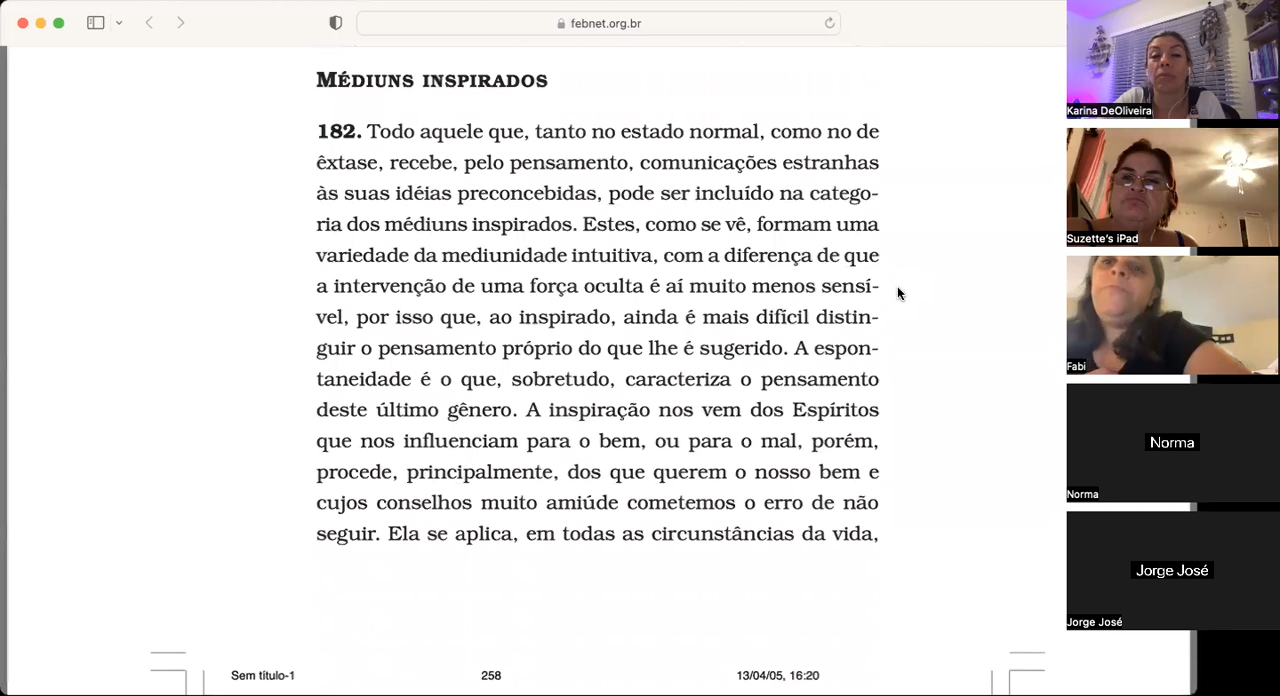 febnet.org.br
MÉDIUNS INSPIRADOS
182. Todo aquele que, tanto no estado normal, como no de
êxtase, recebe, pelo pensamento, comunicações estranhas
às suas idéias preconcebidas, pode ser incluído na catego-
ria dos médiuns inspirados. Estes, como se vê, formam uma
variedade da mediunidade intuitiva, com a diferença de que
a intervenção de uma força oculta é aí muito menos sensí-
vel, por isso que, ao inspirado, ainda é mais difícil distin-
guir o pensamento próprio do que lhe é sugerido. A espon-
taneidade é o que, sobretudo, caracteriza o pensamento
deste último gênero. A inspiração nos vem dos Espíritos
que nos influenciam para o bem, ou para o mal, porém,
procede, principalmente, dos que querem o nosso bem e
cujos conselhos muito amiúde cometemos o erro de não
seguir. Ela se aplica, em todas as circunstâncias da vida,
Sem título-1 258 13/04/05, 16:20
Karina DeOliveira
Suzette's iPad
Fabi
Norma
Norma
Jorge José
Jorge José